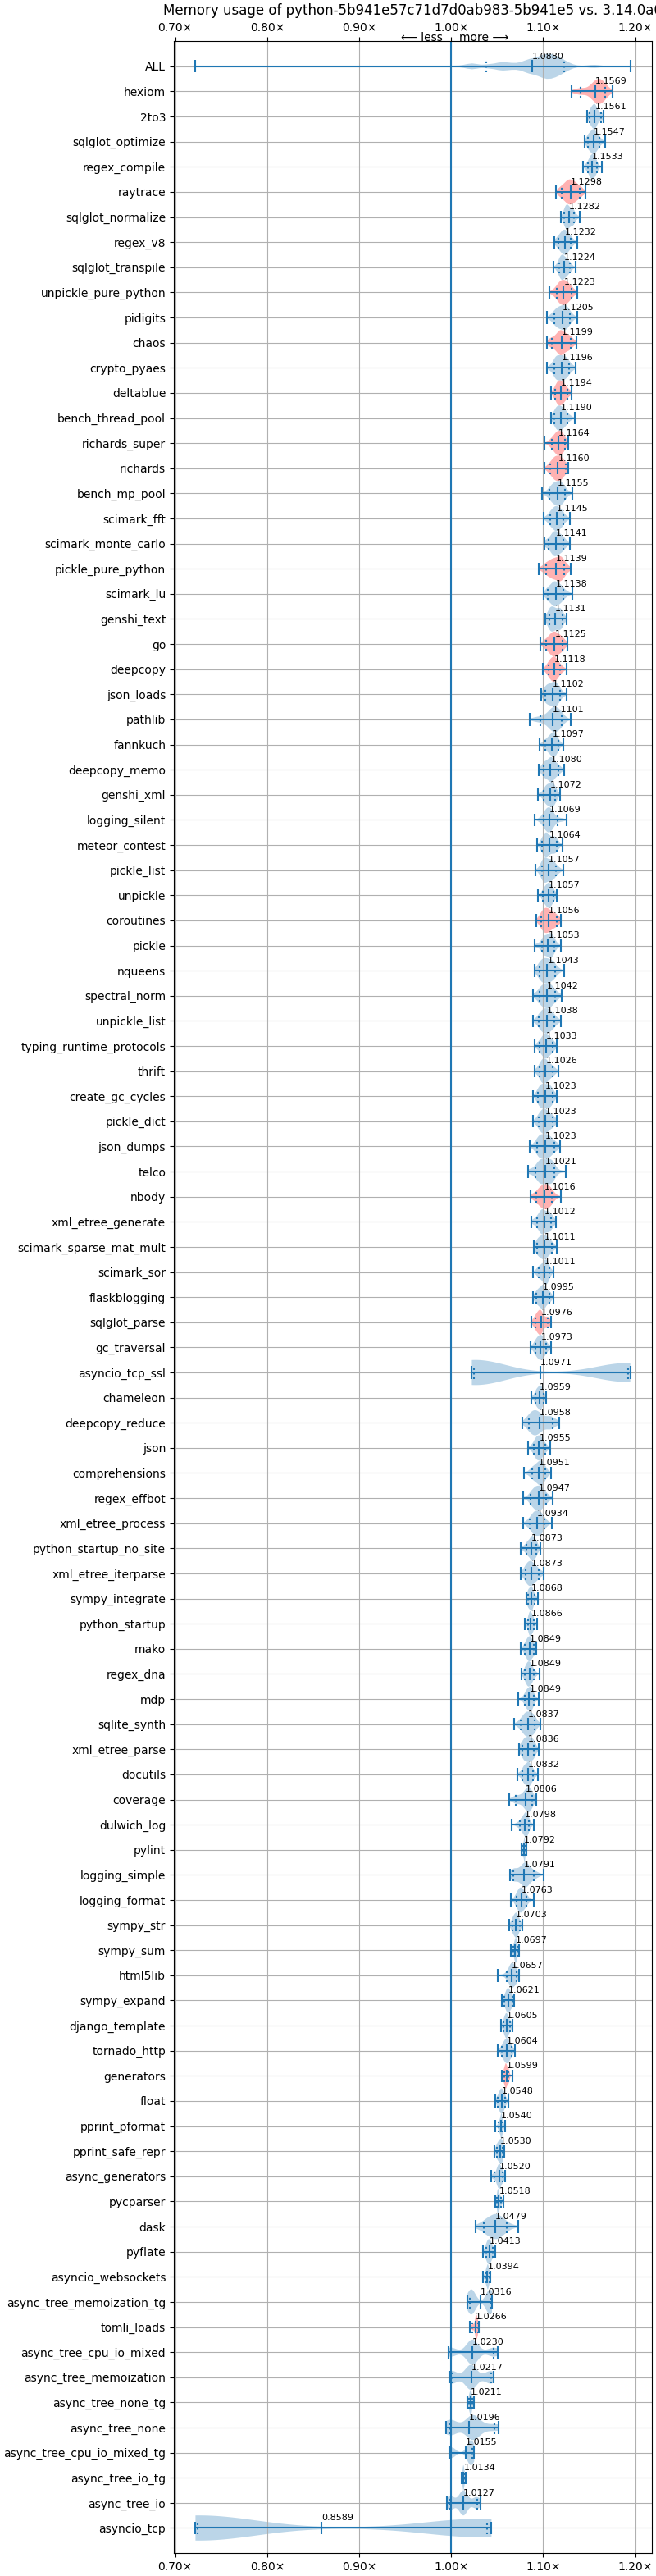 Memory usage of python-5b941e57c71d7d0ab983-5b941e5 vs. 3.14.0a
0.70× 0.80× 0.90× 1.00× 1.10× 1.20×
⟵ less more ⟶
ALL 1.0880
hexiom 1.1569
2to3 1.1561
sqlglot_optimize 1.1547
regex_compile 1.1533
raytrace 1.1298
sqlglot_normalize 1.1282
regex_v8 1.1232
sqlglot_transpile 1.1224
unpickle_pure_python 1.1223
pidigits 1.1205
chaos 1.1199
crypto_pyaes 1.1196
deltablue 1.1194
bench_thread_pool 1.1190
richards_super 1.1164
richards 1.1160
bench_mp_pool 1.1155
scimark_fft 1.1145
scimark_monte_carlo 1.1141
pickle_pure_python 1.1139
scimark_lu 1.1138
genshi_text 1.1131
go 1.1125
deepcopy 1.1118
json_loads 1.1102
pathlib 1.1101
fannkuch 1.1097
deepcopy_memo 1.1080
genshi_xml 1.1072
logging_silent 1.1069
meteor_contest 1.1064
pickle_list 1.1057
unpickle 1.1057
coroutines 1.1056
pickle 1.1053
nqueens 1.1043
spectral_norm 1.1042
unpickle_list 1.1038
typing_runtime_protocols 1.1033
thrift 1.1026
create_gc_cycles 1.1023
pickle_dict 1.1023
json_dumps 1.1023
telco 1.1021
nbody 1.1016
xml_etree_generate 1.1012
scimark_sparse_mat_mult 1.1011
scimark_sor 1.1011
flaskblogging 1.0995
sqlglot_parse 1.0976
gc_traversal 1.0973
asyncio_tcp_ssl 1.0971
chameleon 1.0959
deepcopy_reduce 1.0958
json 1.0955
comprehensions 1.0951
regex_effbot 1.0947
xml_etree_process 1.0934
python_startup_no_site 1.0873
xml_etree_iterparse 1.0873
sympy_integrate 1.0868
python_startup 1.0866
mako 1.0849
regex_dna 1.0849
mdp 1.0849
sqlite_synth 1.0837
xml_etree_parse 1.0836
docutils 1.0832
coverage 1.0806
dulwich_log 1.0798
pylint 1.0792
logging_simple 1.0791
logging_format 1.0763
sympy_str 1.0703
sympy_sum 1.0697
html5lib 1.0657
sympy_expand 1.0621
django_template 1.0605
tornado_http 1.0604
generators 1.0599
float 1.0548
pprint_pformat 1.0540
pprint_safe_repr 1.0530
async_generators 1.0520
pycparser 1.0518
dask 1.0479
pyflate 1.0413
asyncio_websockets 1.0394
async_tree_memoization_tg 1.0316
tomli_loads 1.0266
async_tree_cpu_io_mixed 1.0230
async_tree_memoization 1.0217
async_tree_none_tg 1.0211
async_tree_none 1.0196
async_tree_cpu_io_mixed_tg 1.0155
async_tree_io_tg 1.0134
async_tree_io 1.0127
asyncio_tcp 0.8589
0.70× 0.80× 0.90× 1.00× 1.10× 1.20×